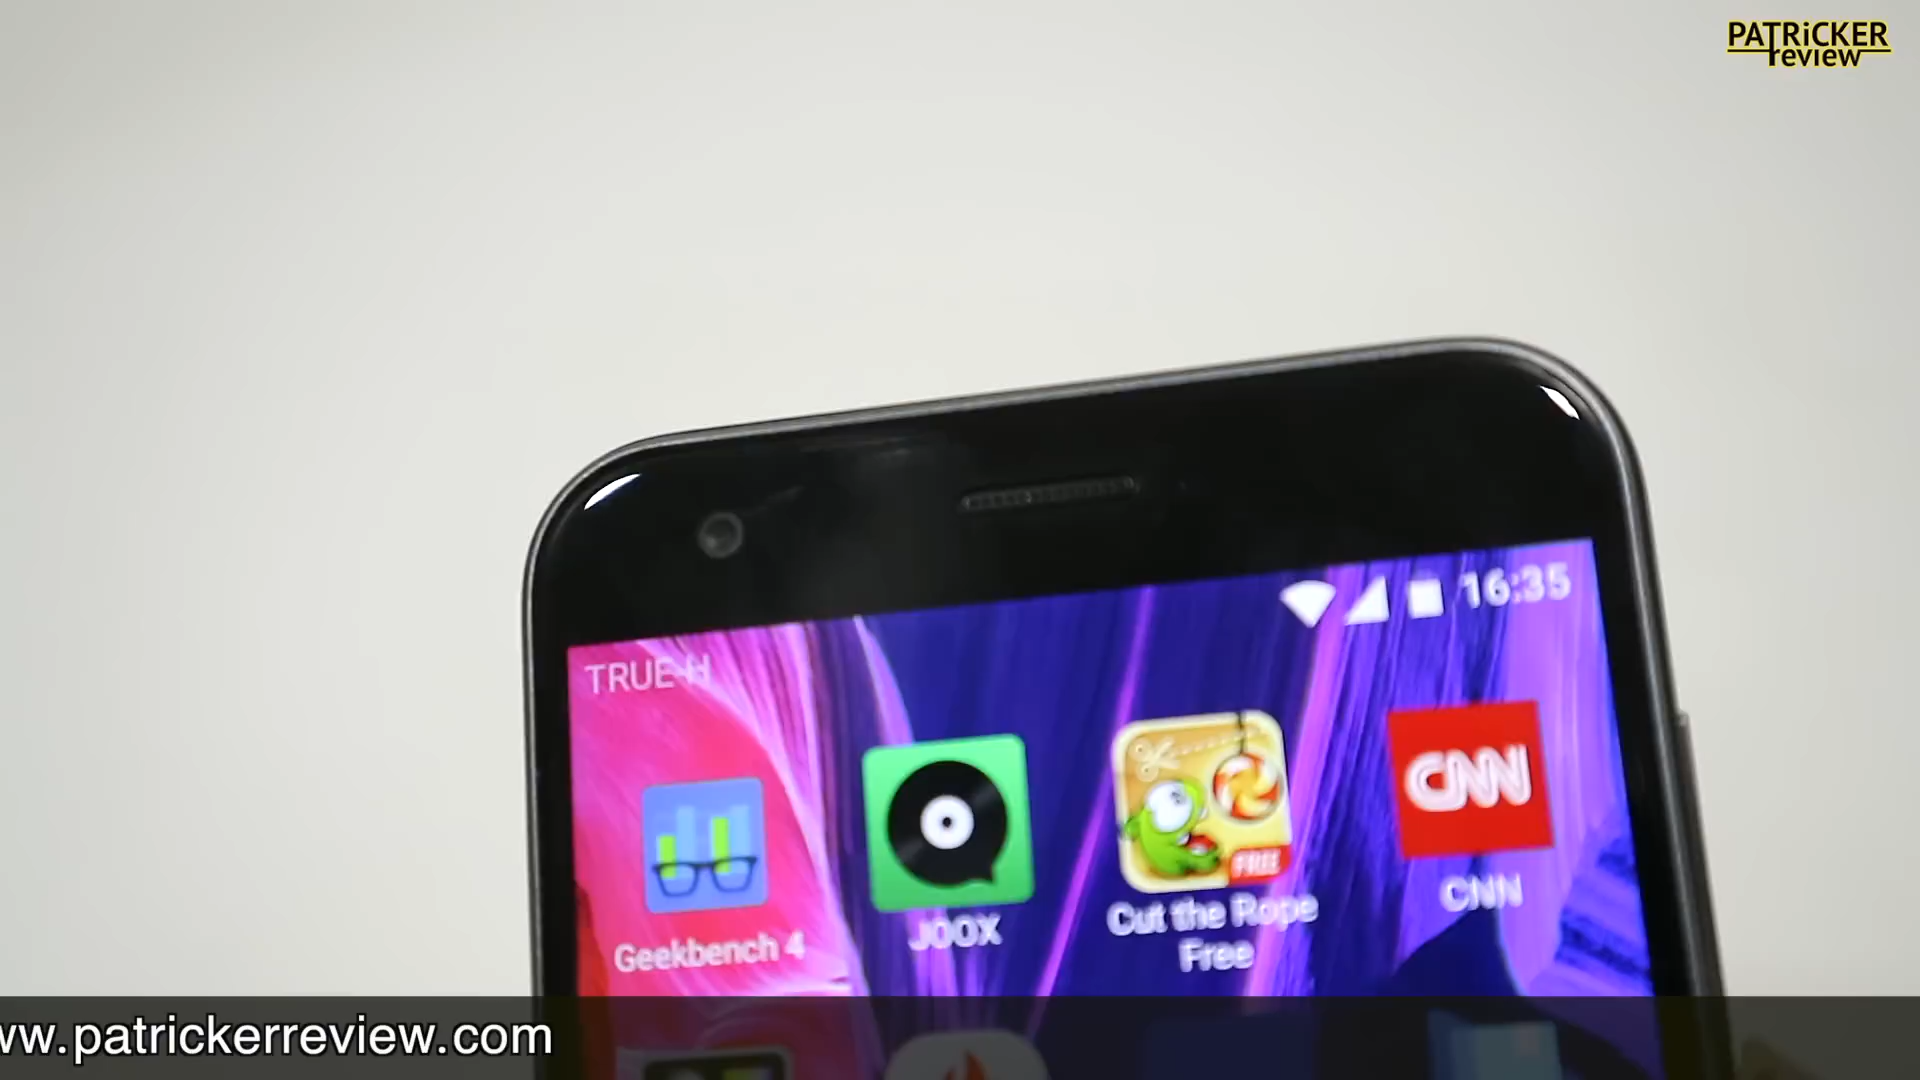 PATRiCKER
review
16:35
TRUE-H
FREE
CNN
Geekbench 4
JOOX
Cut the Rope
Free
CNN
ww.patrickerreview.com